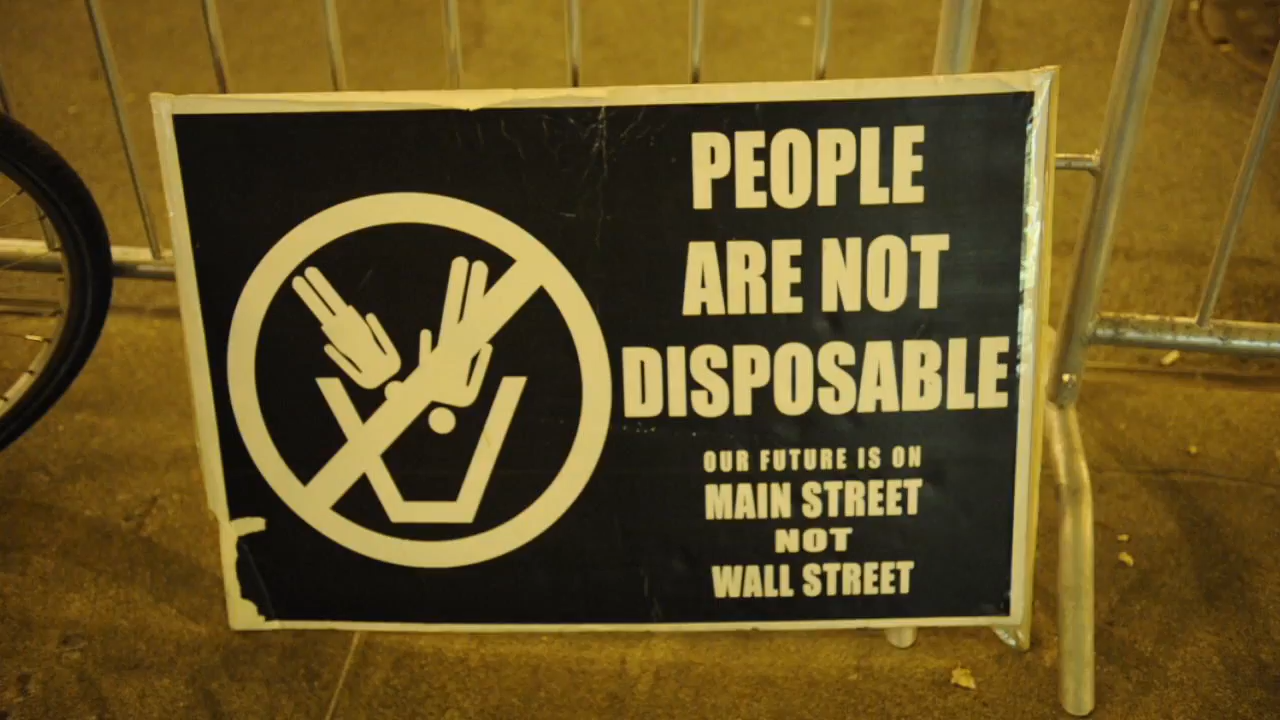 PEOPLE
ARE NOT
DISPOSABLE
OUR FUTURE IS ON
MAIN STREET
NOT
WALL STREET